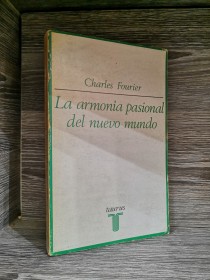 Charles Fourier
La armonía pasional
del nuevo mundo
taurus